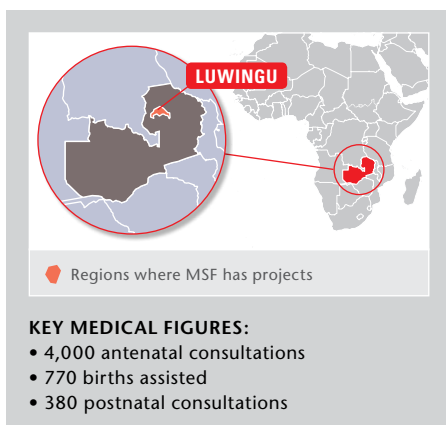 LUWINGU
Regions where MSF has projects
KEY MEDICAL FIGURES:
• 4,000 antenatal consultations
• 770 births assisted
• 380 postnatal consultations